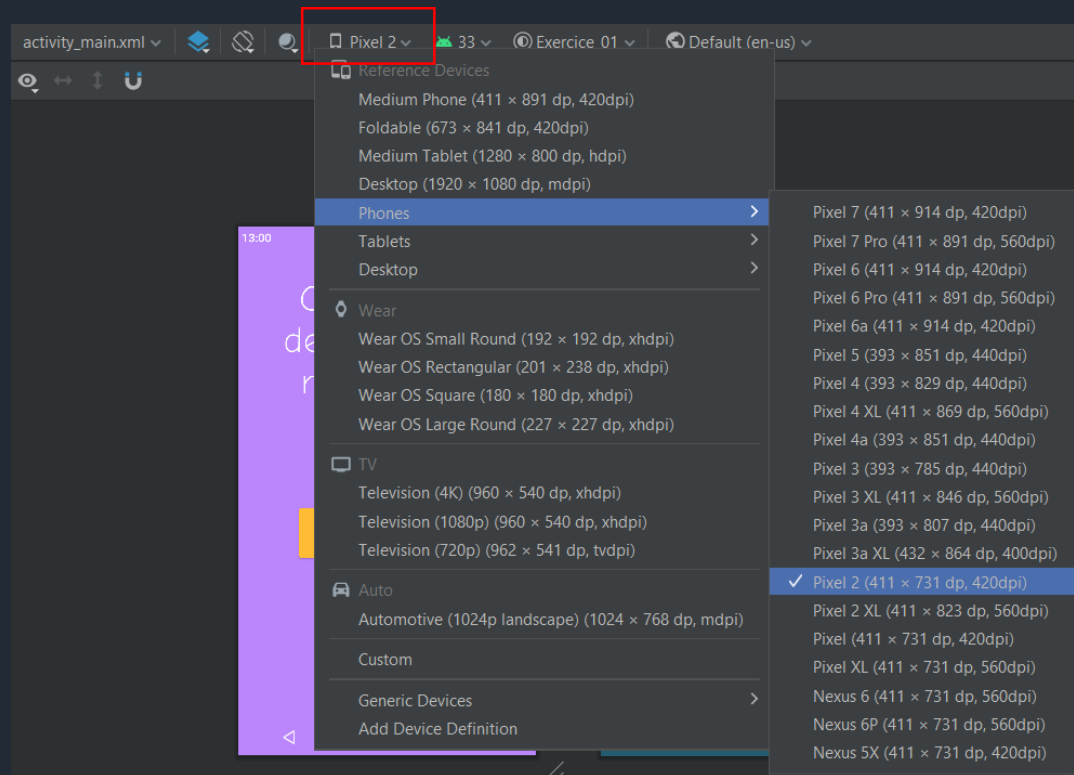 activity_main.xml Pixel 2 33 Exercice 01 Default (en-us)
Reference Devices
Medium Phone (411 × 891 dp, 420dpi)
Foldable (673 × 841 dp, 420dpi)
Medium Tablet (1280 × 800 dp, hdpi)
Desktop (1920 × 1080 dp, mdpi)
Phones
Tablets
Desktop
Wear
Wear OS Small Round (192 × 192 dp, xhdpi)
Wear OS Rectangular (201 × 238 dp, xhdpi)
Wear OS Square (180 × 180 dp, xhdpi)
Wear OS Large Round (227 × 227 dp, xhdpi)
TV
Television (4K) (960 × 540 dp, xhdpi)
Television (1080p) (960 × 540 dp, xhdpi)
Television (720p) (962 × 541 dp, tvdpi)
Auto
Automotive (1024p landscape) (1024 × 768 dp, mdpi)
Custom
Generic Devices
Add Device Definition
Pixel 7 (411 × 914 dp, 420dpi)
Pixel 7 Pro (411 × 891 dp, 560dpi)
Pixel 6 (411 × 914 dp, 420dpi)
Pixel 6 Pro (411 × 891 dp, 560dpi)
Pixel 6a (411 × 914 dp, 420dpi)
Pixel 5 (393 × 851 dp, 440dpi)
Pixel 4 (393 × 829 dp, 440dpi)
Pixel 4 XL (411 × 869 dp, 560dpi)
Pixel 4a (393 × 851 dp, 440dpi)
Pixel 3 (393 × 785 dp, 440dpi)
Pixel 3 XL (411 × 846 dp, 560dpi)
Pixel 3a (393 × 807 dp, 440dpi)
Pixel 3a XL (432 × 864 dp, 400dpi)
Pixel 2 (411 × 731 dp, 420dpi)
Pixel 2 XL (411 × 823 dp, 560dpi)
Pixel (411 × 731 dp, 420dpi)
Pixel XL (411 × 731 dp, 560dpi)
Nexus 6 (411 × 731 dp, 560dpi)
Nexus 6P (411 × 731 dp, 560dpi)
Nexus 5X (411 × 731 dp, 420dpi)
13:00
de